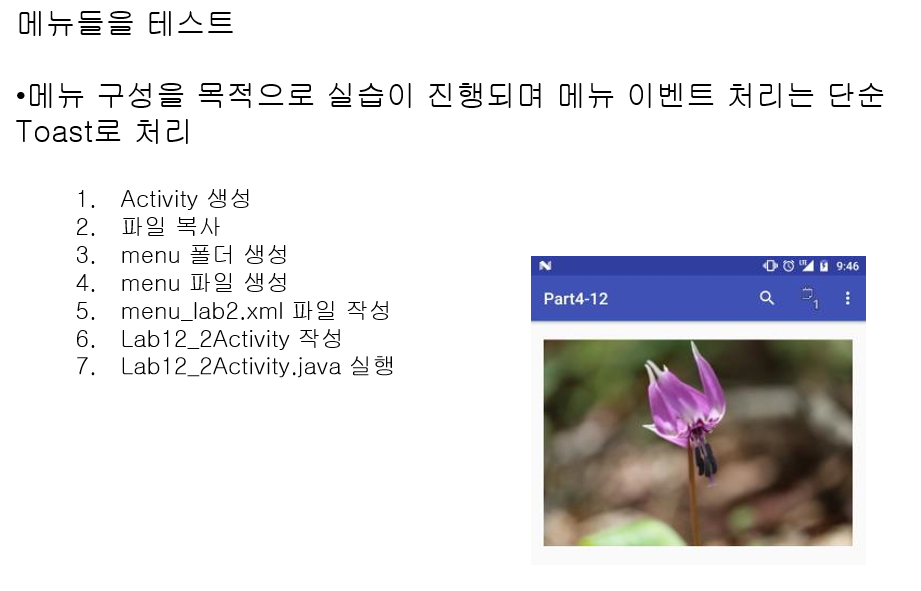 메뉴들을 테스트
•메뉴 구성을 목적으로 실습이 진행되며 메뉴 이벤트 처리는 단순
Toast로 처리
1. Activity 생성
2. 파일 복사
3. menu 폴더 생성
4. menu 파일 생성
5. menu_lab2.xml 파일 작성
6. Lab12_2Activity 작성
7. Lab12_2Activity.java 실행
LTE 9:46
Part4-12
1